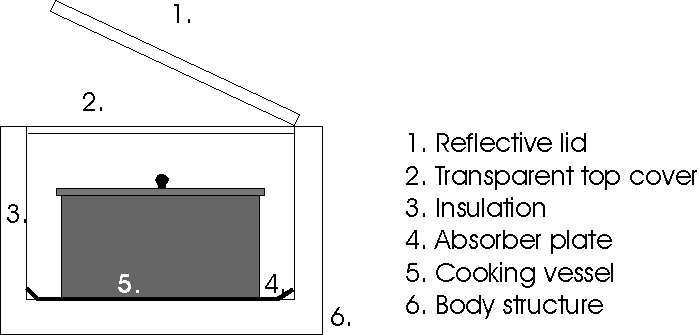 1.
2.
3.
5.
4.
6.
1. Reflective lid
2. Transparent top cover
3. Insulation
4. Absorber plate
5. Cooking vessel
6. Body structure